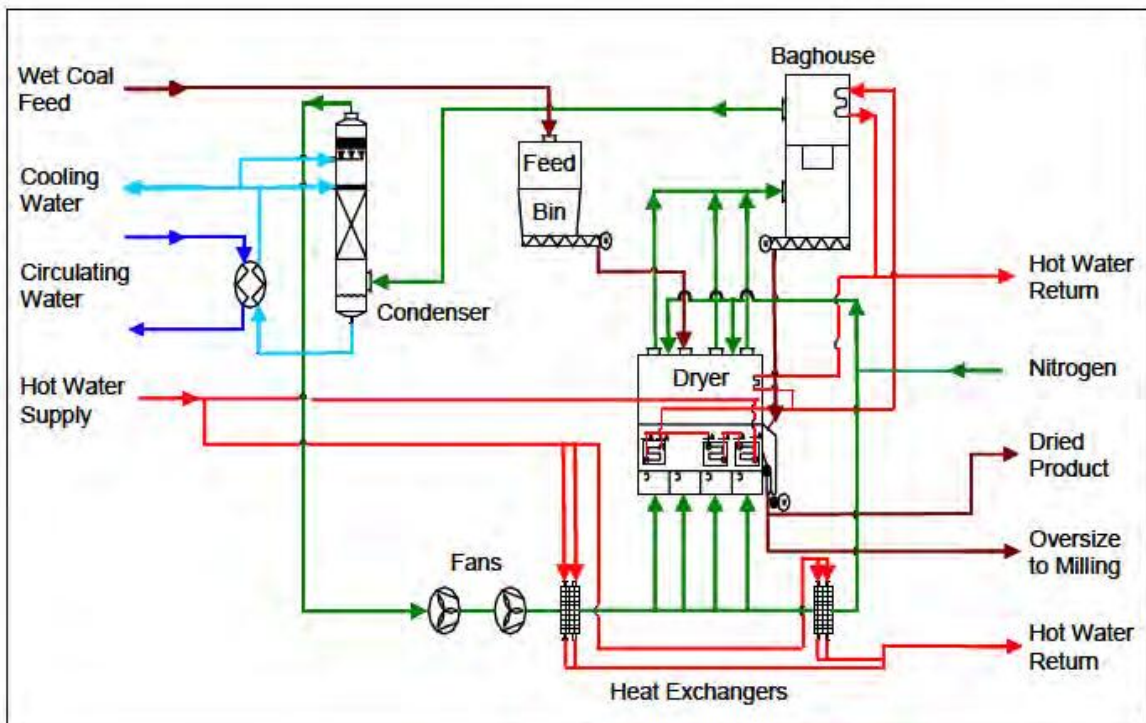 Baghouse
Wet Coal
Feed
Feed
Bin
Cooling
Water
Circulating
Water
Condenser
Hot Water
Return
Dryer
Nitrogen
Hot Water
Supply
Dried
Product
Oversize
to Milling
Fans
Hot Water
Return
Heat Exchangers